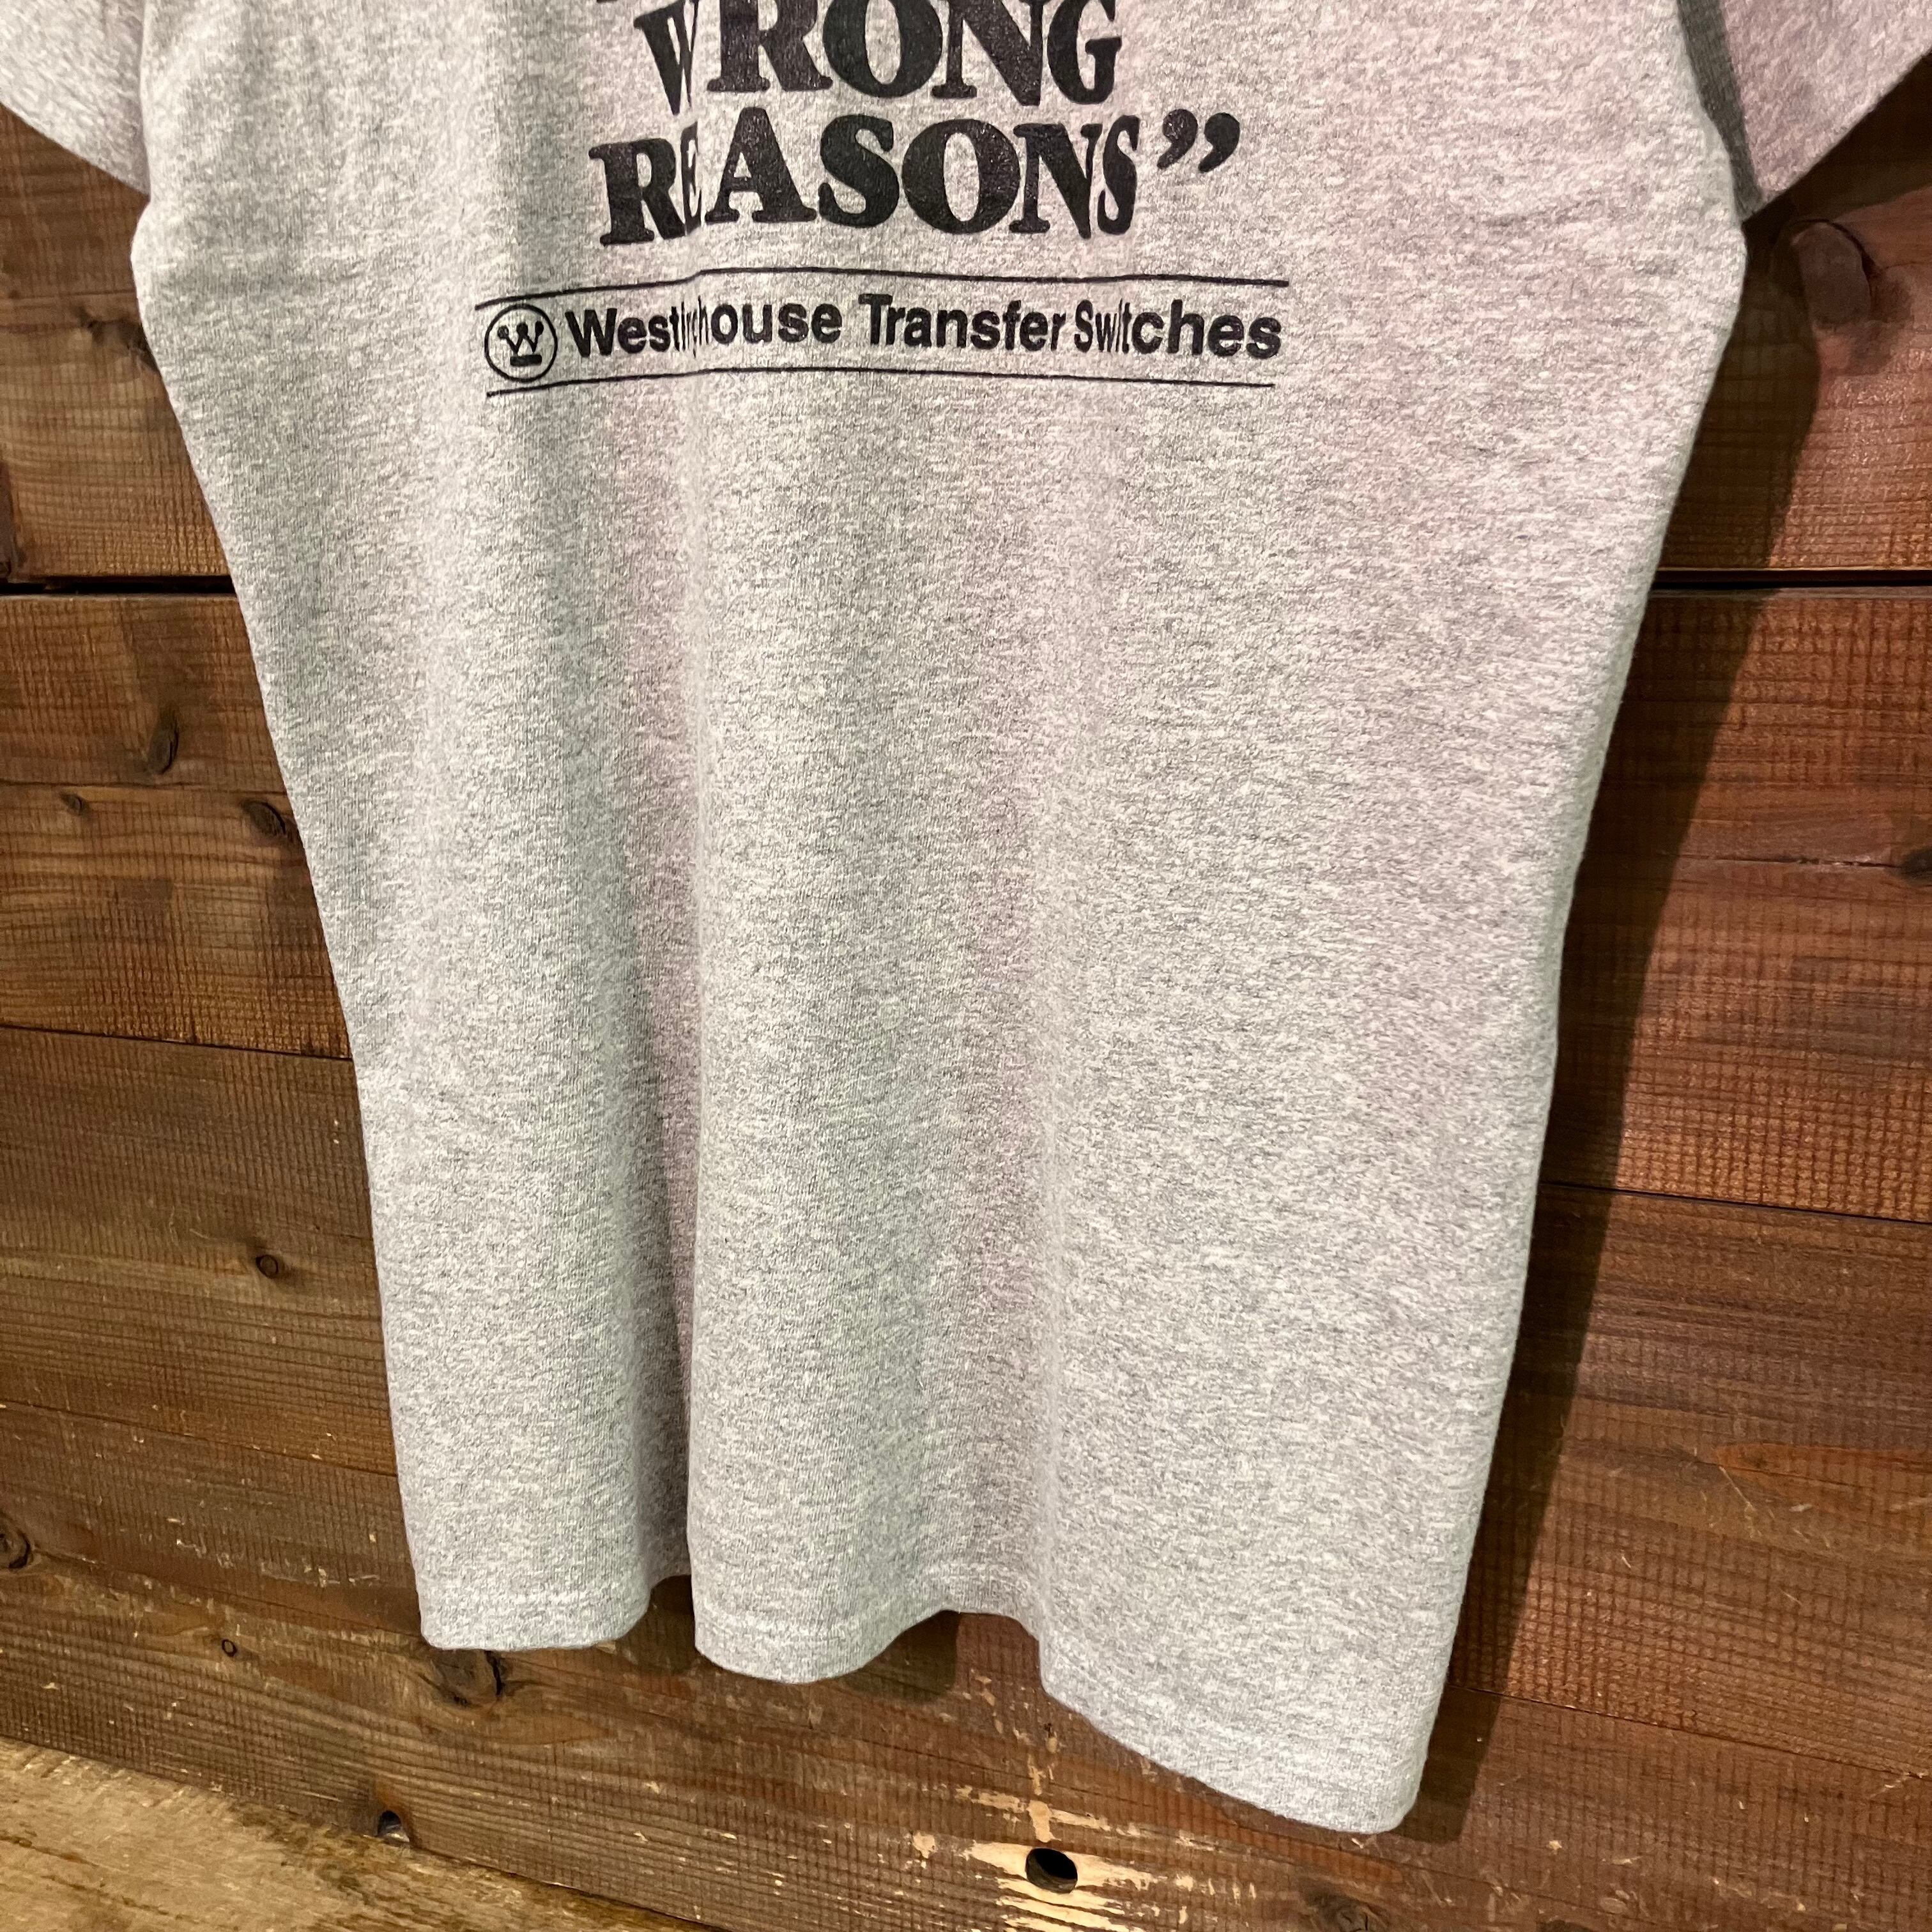 WRONG
REASONS”
W Westinghouse Transfer Switches